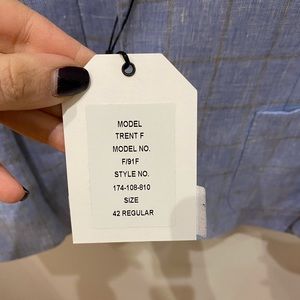 MODEL
TRENT F
MODEL NO.
F/91F
STYLE NO.
174-108-810
SIZE
42 REGULAR